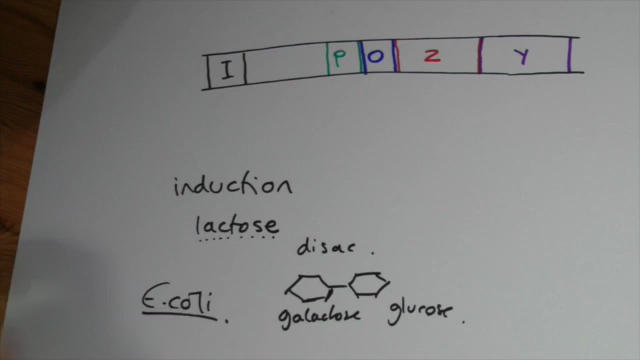 I P O Z Y
induction
lactose
disac.
E.coli.
galactose glucose.